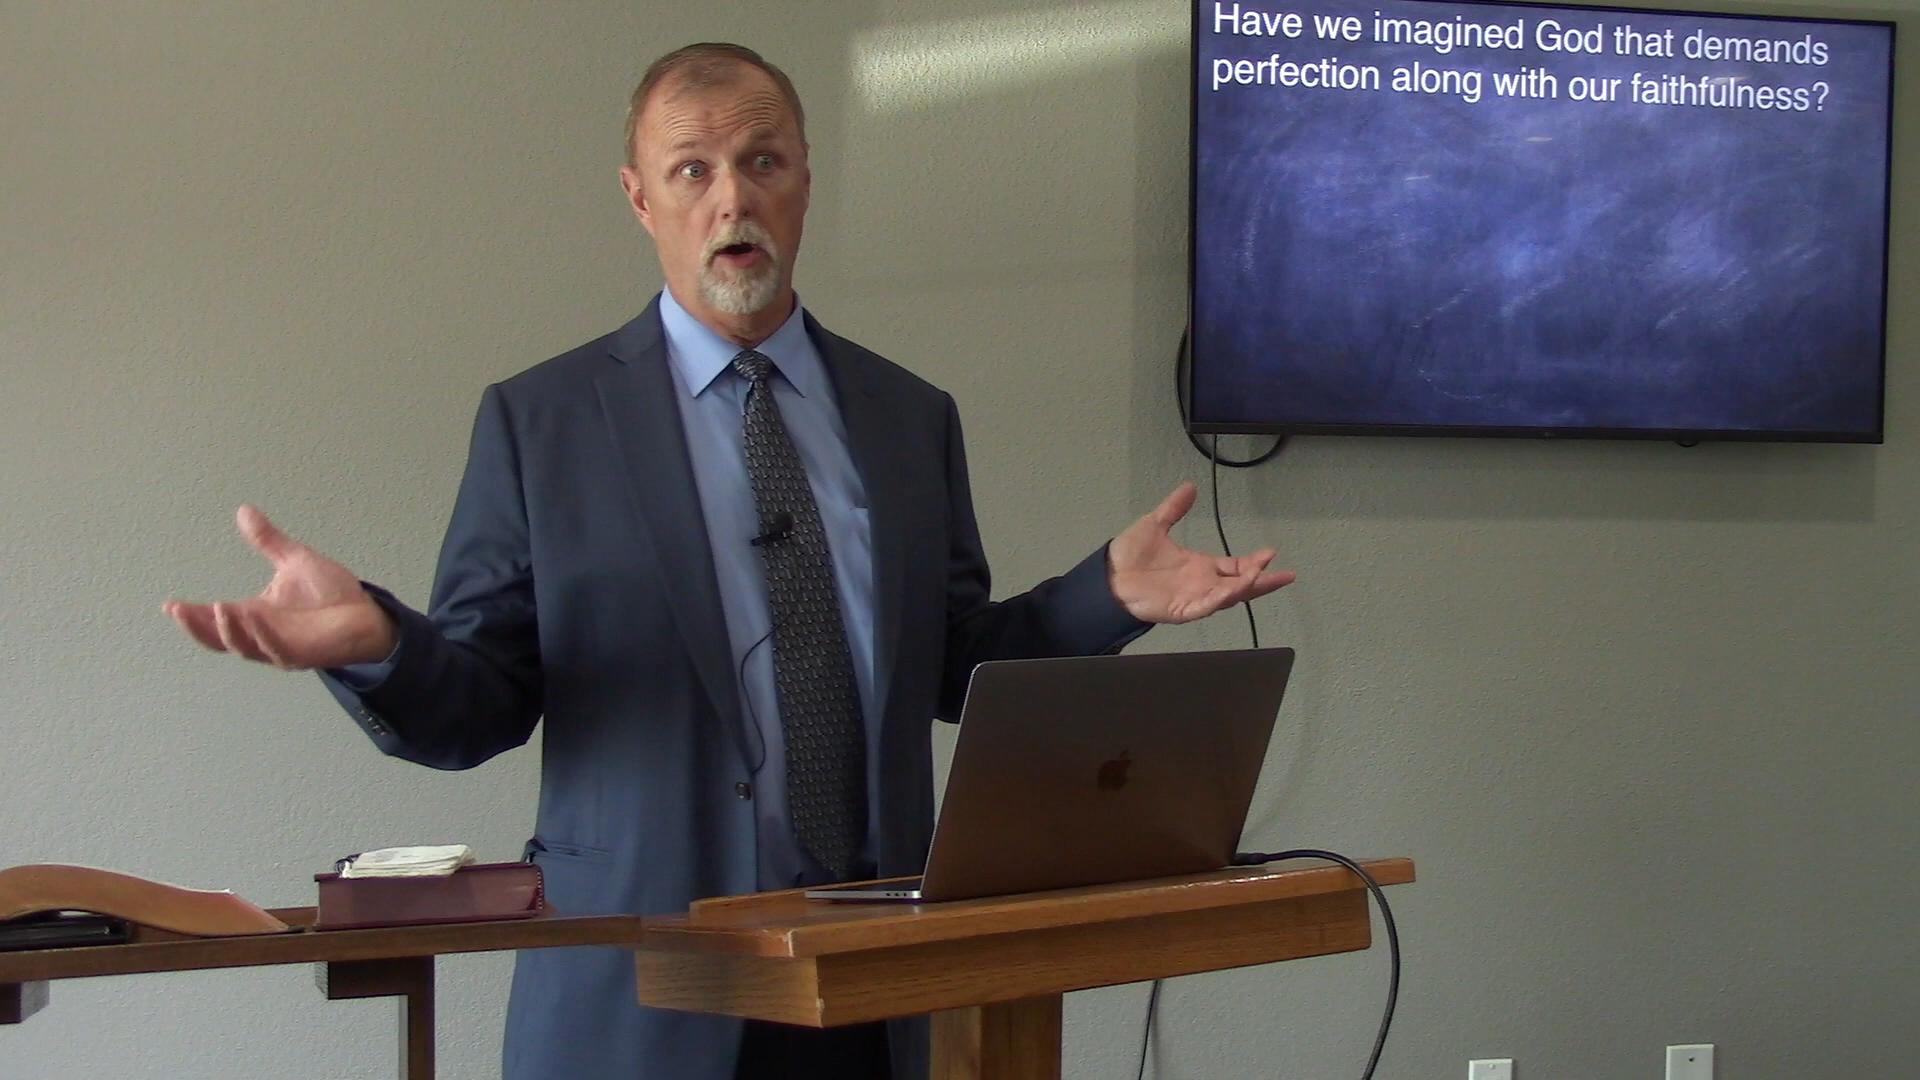 Have we imagined God that demands
perfection along with our faithfulness?